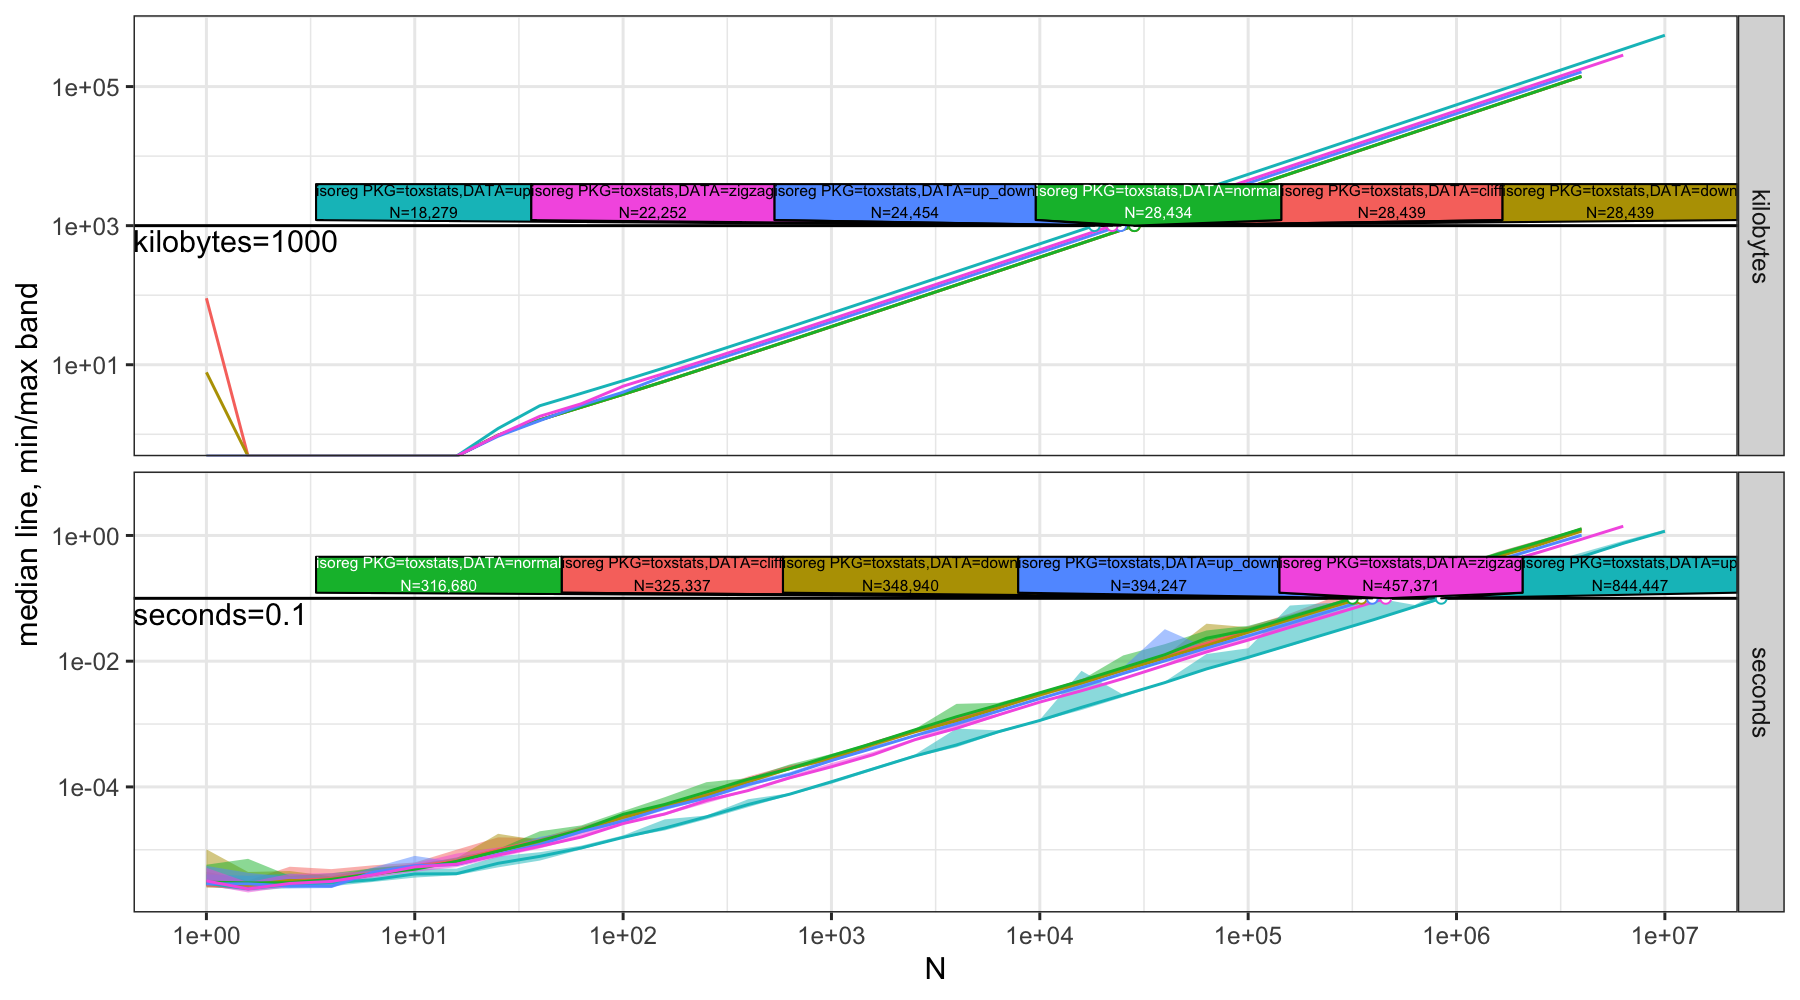 median line, min/max band
1e+05
1e+03
1e+01
isoreg PKG=toxstats,DATA=up
N=18,279
isoreg PKG=toxstats,DATA=zigzag
N=22,252
isoreg PKG=toxstats,DATA=up_down
N=24,454
isoreg PKG=toxstats,DATA=normal
N=28,434
isoreg PKG=toxstats,DATA=cliff
N=28,439
isoreg PKG=toxstats,DATA=down
N=28,439
kilobytes=1000
kilobytes
1e+00
1e-02
1e-04
isoreg PKG=toxstats,DATA=normal
N=316,680
isoreg PKG=toxstats,DATA=cliff
N=325,337
isoreg PKG=toxstats,DATA=down
N=348,940
isoreg PKG=toxstats,DATA=up_down
N=394,247
isoreg PKG=toxstats,DATA=zigzag
N=457,371
isoreg PKG=toxstats,DATA=up
N=844,447
seconds=0.1
seconds
1e+00 1e+01 1e+02 1e+03 1e+04 1e+05 1e+06 1e+07
N